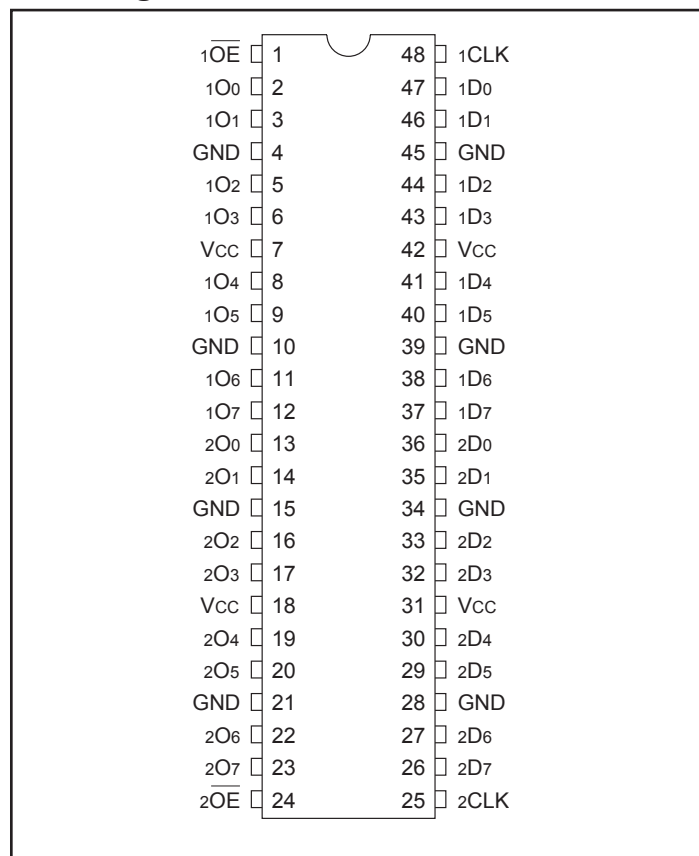 1O̅E̅ 1 48 1CLK
1O0 2 47 1D0
1O1 3 46 1D1
GND 4 45 GND
1O2 5 44 1D2
1O3 6 43 1D3
VCC 7 42 VCC
1O4 8 41 1D4
1O5 9 40 1D5
GND 10 39 GND
1O6 11 38 1D6
1O7 12 37 1D7
2O0 13 36 2D0
2O1 14 35 2D1
GND 15 34 GND
2O2 16 33 2D2
2O3 17 32 2D3
VCC 18 31 VCC
2O4 19 30 2D4
2O5 20 29 2D5
GND 21 28 GND
2O6 22 27 2D6
2O7 23 26 2D7
2O̅E̅ 24 25 2CLK